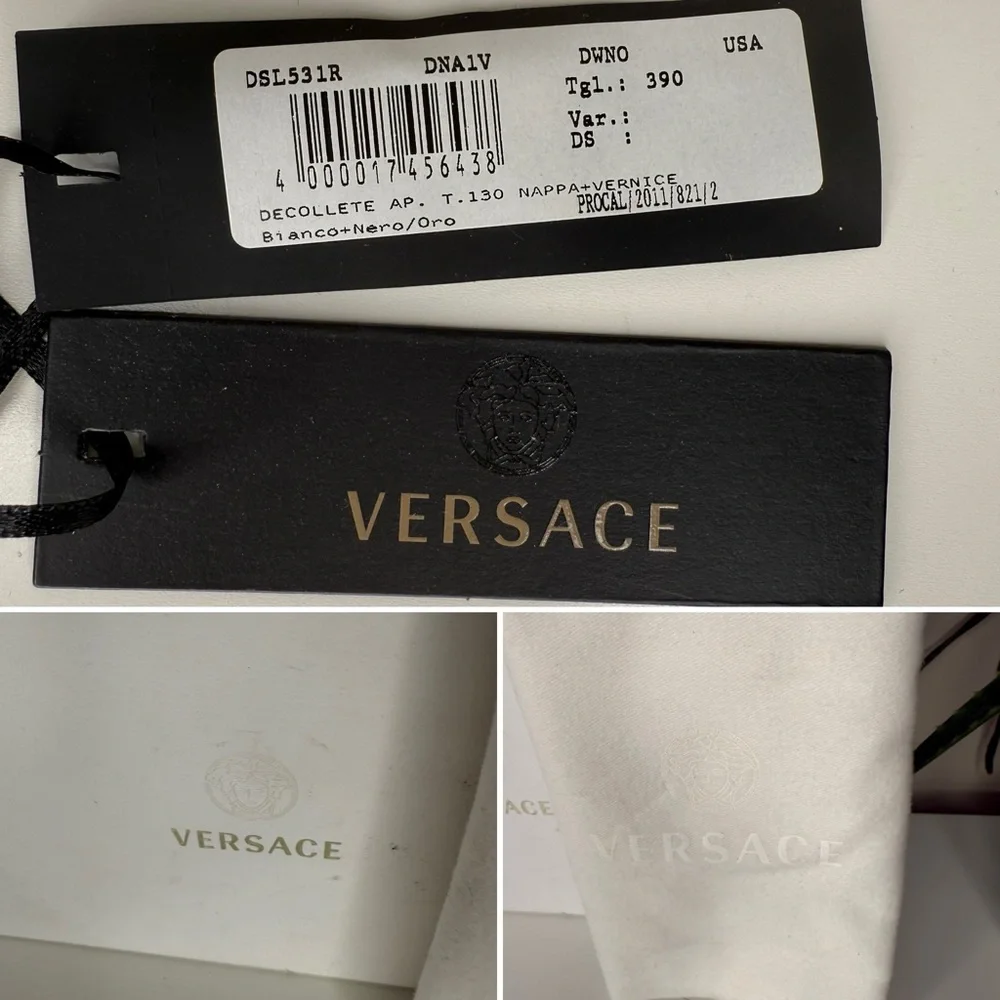 DSL531R DNA1V DWNO USA
Tgl.: 390
Var.:
DS :
4 000017 456438
DECOLLETE AP. T.130 NAPPA+VERNICE
PROCAL/2011/821/2
Bianco+Nero/Oro
VERSACE
VERSACE
ACE
VERSACE